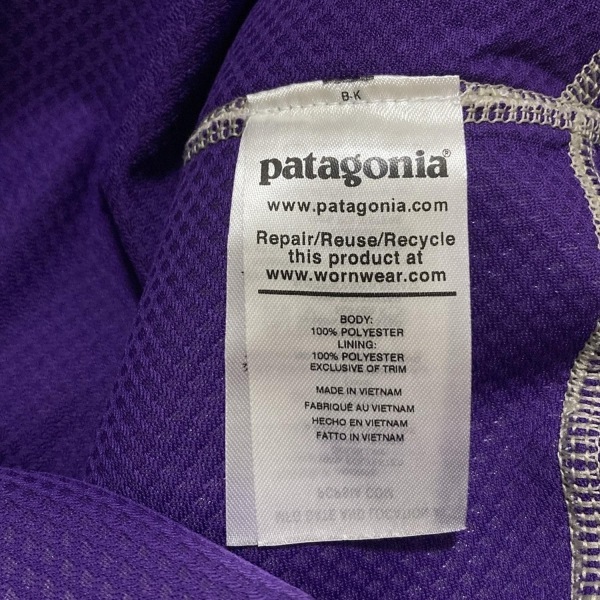 B-K
patagonia®
www.patagonia.com
Repair/Reuse/Recycle
this product at
www.wornwear.com
BODY:
100% POLYESTER
LINING:
100% POLYESTER
EXCLUSIVE OF TRIM
MADE IN VIETNAM
FABRIQUÉ AU VIETNAM
HECHO EN VIETNAM
FATTO IN VIETNAM